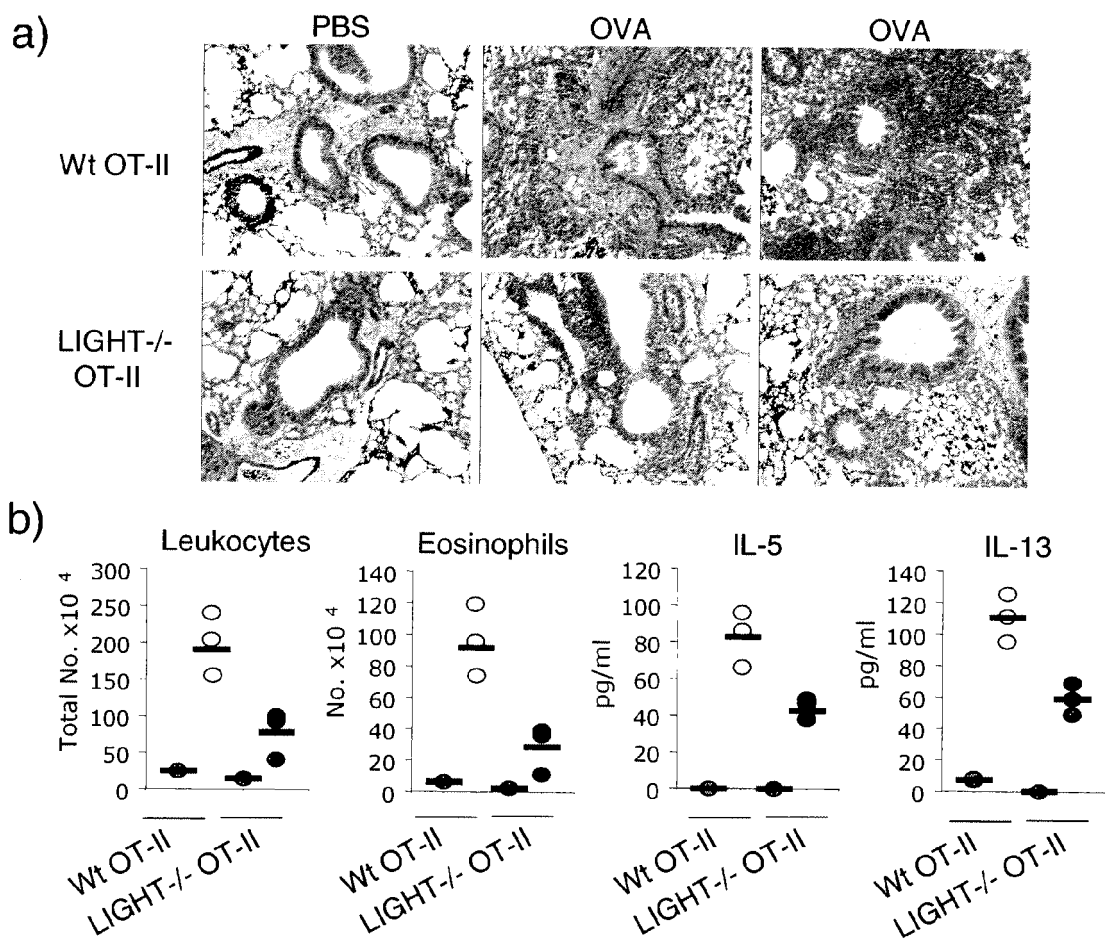 a)
PBS OVA OVA
Wt OT-II
LIGHT-/-
OT-II
b)
Leukocytes Eosinophils IL-5 IL-13
Total No. x10 4
300
250
200
150
100
50
0
No. x10 4
140
120
100
80
60
40
20
0
pg/ml
120
100
80
60
40
20
0
pg/ml
140
120
100
80
60
40
20
0
Wt OT-II
LIGHT-/- OT-II
Wt OT-II
LIGHT-/- OT-II
Wt OT-II
LIGHT-/- OT-II
Wt OT-II
LIGHT-/- OT-II